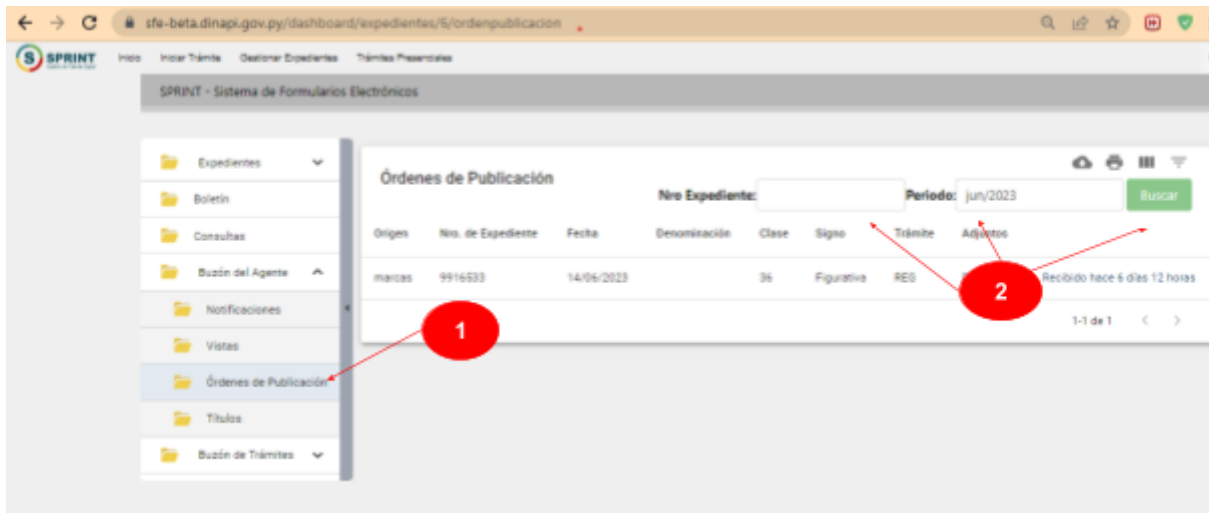 sfe-beta.dinapi.gov.py/dashboard/expedientes/6/ordenpublicacion
SPRINT Inicio Iniciar Trámite Gestionar Expedientes Trámites Presenciales
SPRINT - Sistema de Formularios Electrónicos
Expedientes
Boletín
Consultas
Buzón del Agente
Notificaciones
Vistas
Órdenes de Publicación
Títulos
Buzón de Trámites
Órdenes de Publicación
Nro Expediente: Periodo: jun/2023 Buscar
Origen Nro. de Expediente Fecha Denominación Clase Signo Trámite Adjuntos
marcas 9916533 14/06/2023 36 Figurativa REG Recibido hace 6 días 12 horas
1-1 de 1
1
2